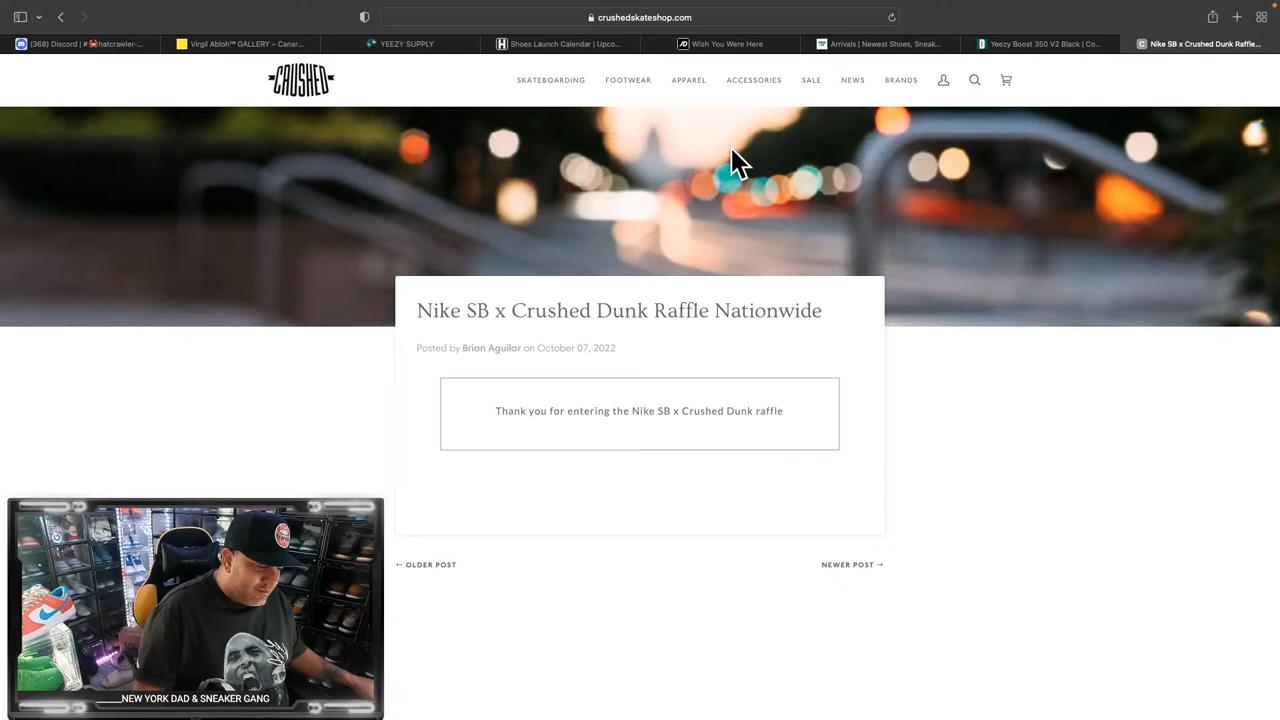 crushedskateshop.com
(368) Discord | #🦀hatcrawler-...
Virgil Abloh™ GALLERY – Canar...
YEEZY SUPPLY
Shoes Launch Calendar | Upco...
Wish You Were Here
Arrivals | Newest Shoes, Sneak...
Yeezy Boost 350 V2 Black | Co...
Nike SB x Crushed Dunk Raffle...
CRUSHED
SKATEBOARDING FOOTWEAR APPAREL ACCESSORIES SALE NEWS BRANDS
Nike SB x Crushed Dunk Raffle Nationwide
Posted by Brian Aguilar on October 07, 2022
Thank you for entering the Nike SB x Crushed Dunk raffle
← OLDER POST
NEWER POST →
NEW YORK DAD & SNEAKER GANG